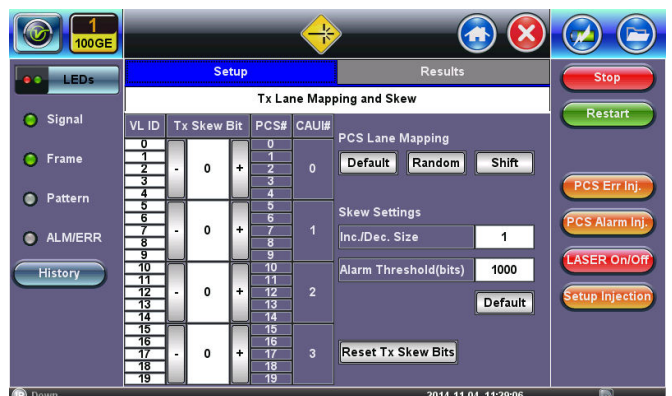 1
100GE
LEDs
Setup
Results
Stop
Tx Lane Mapping and Skew
Restart
Signal
VL ID
Tx Skew Bit
PCS#
CAUI#
PCS Lane Mapping
Default
Random
Shift
0
1
2
3
4
-
0
+
0
1
2
3
4
0
Frame
PCS Err Inj.
Pattern
5
6
7
8
9
-
0
+
5
6
7
8
9
1
Skew Settings
Inc./Dec. Size
1
PCS Alarm Inj.
ALM/ERR
LASER On/Off
History
10
11
12
13
14
-
0
+
10
11
12
13
14
2
Alarm Threshold(bits)
1000
Default
Setup Injection
15
16
17
18
19
-
0
+
15
16
17
18
19
3
Reset Tx Skew Bits
IP Down
2014-11-04 11:29:06